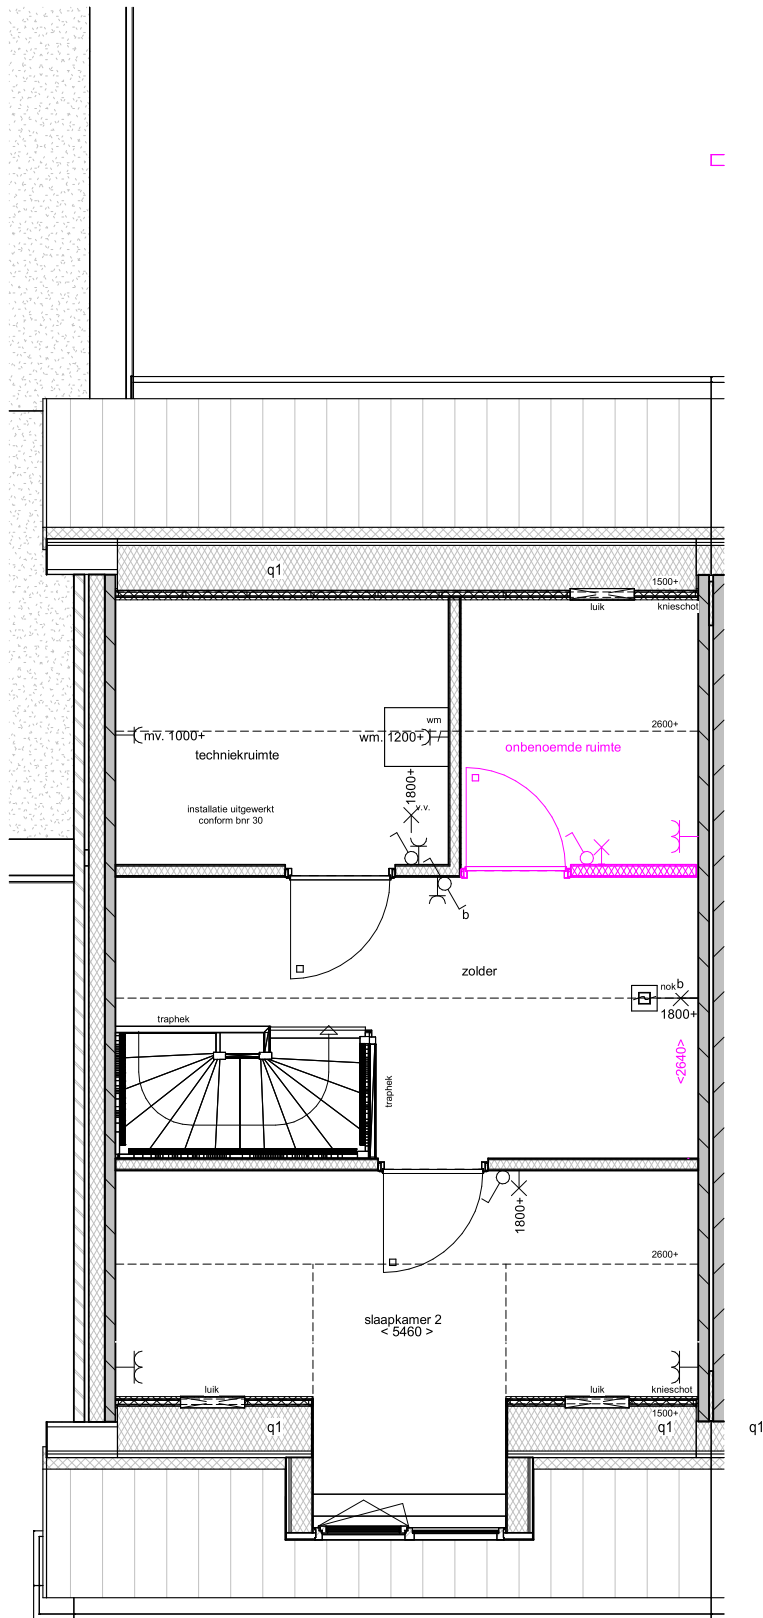 q1
1500+
luik
knieschot
wm
2600+
mv. 1000+
wm. 1200+
techniekruimte
onbenoemde ruimte
1800+
v.v.
installatie uitgewerkt
conform bnr 30
b
zolder
nok
b
1800+
traphek
<2640>
traphek
1800+
2600+
slaapkamer 2
< 5460 >
luik
luik
knieschot
1500+
q1
q1
q1